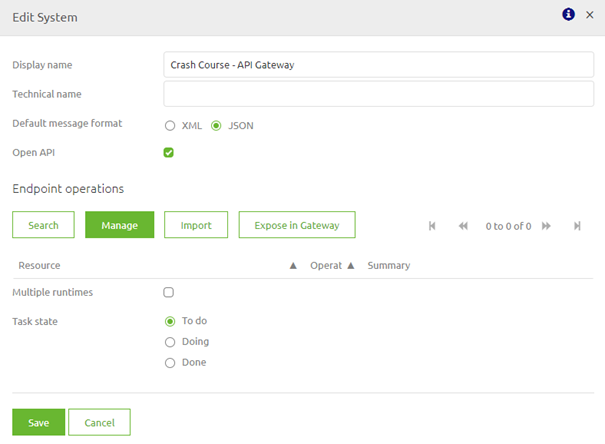 Edit System
Display name Crash Course - API Gateway
Technical name
Default message format XML JSON
Open API
Endpoint operations
Search Manage Import Expose in Gateway 0 to 0 of 0
Resource Operat Summary
Multiple runtimes
Task state To do
Doing
Done
Save Cancel